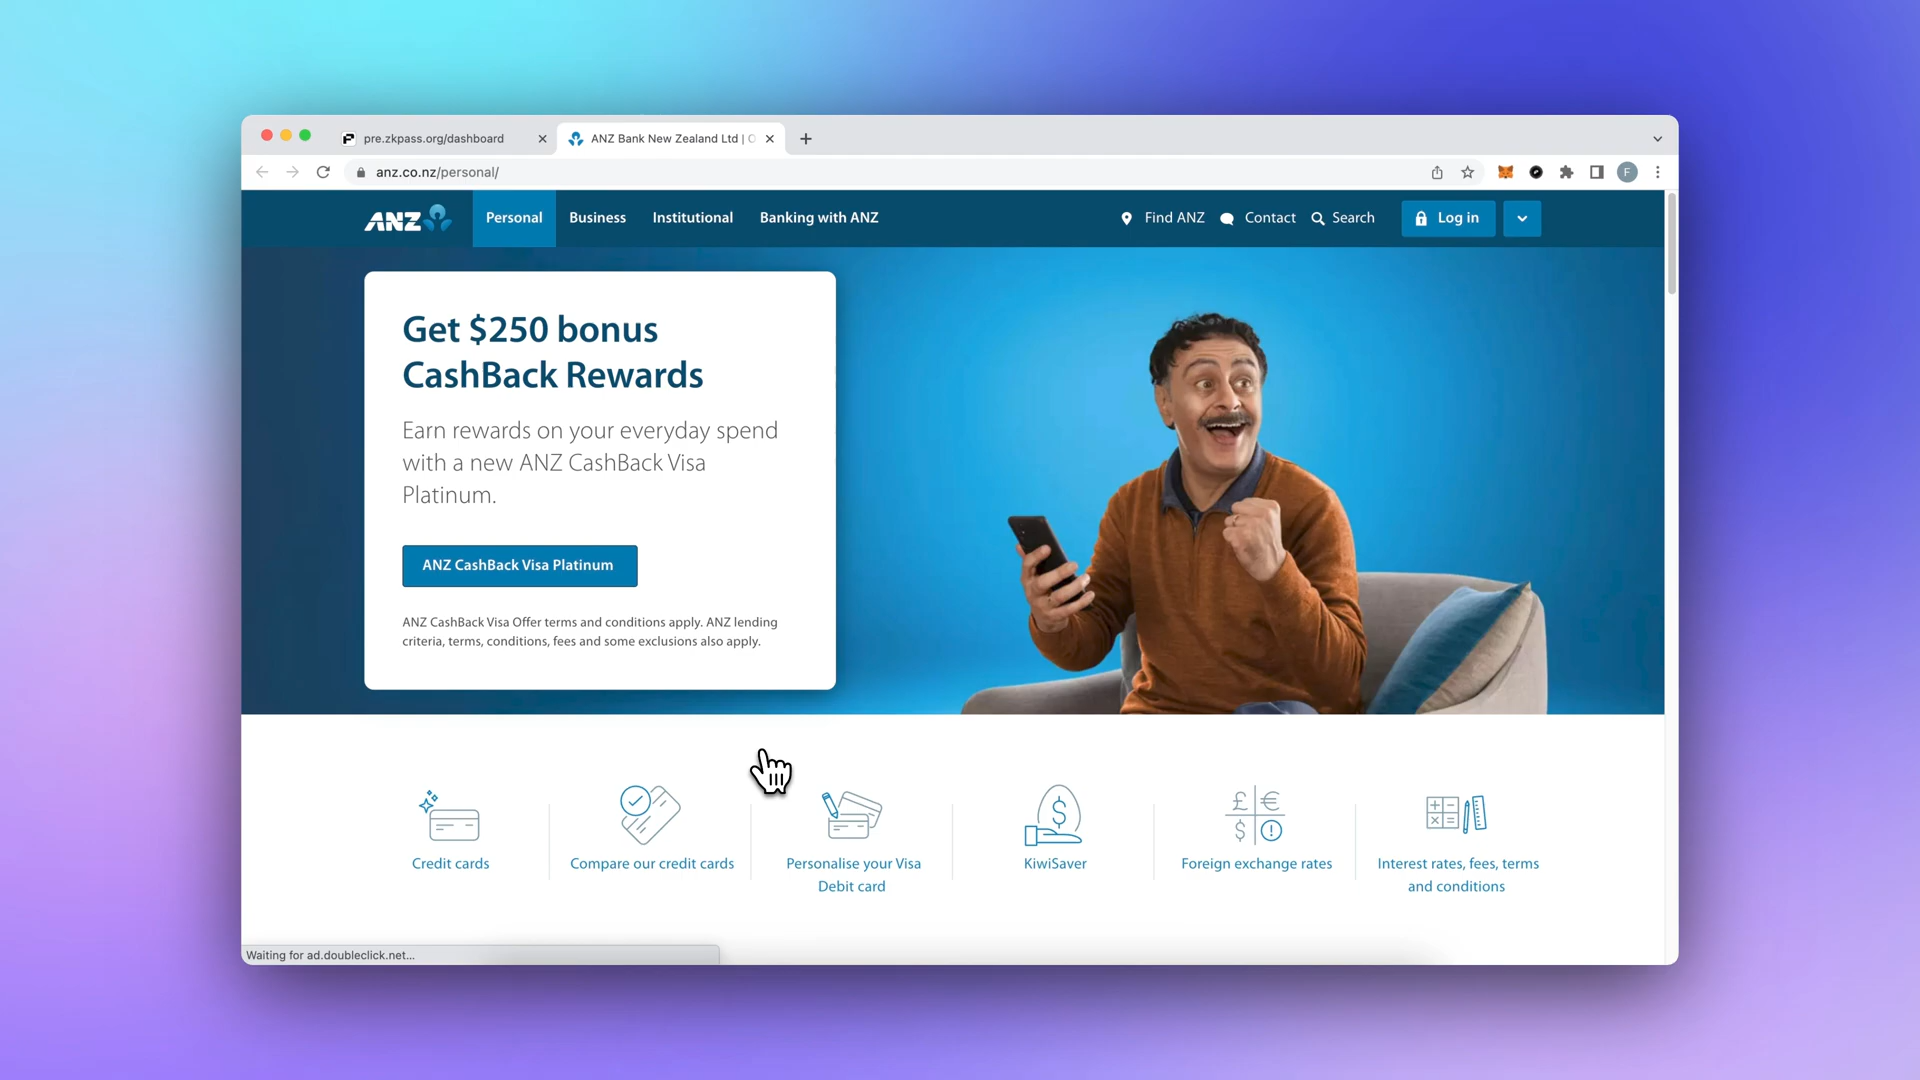 pre.zkpass.org/dashboard
ANZ Bank New Zealand Ltd |
anz.co.nz/personal/
F
ANZ
Personal
Business
Institutional
Banking with ANZ
Find ANZ
Contact
Search
Log in
Get $250 bonus
CashBack Rewards
Earn rewards on your everyday spend
with a new ANZ CashBack Visa
Platinum.
ANZ CashBack Visa Platinum
ANZ CashBack Visa Offer terms and conditions apply. ANZ lending
criteria, terms, conditions, fees and some exclusions also apply.
Credit cards
Compare our credit cards
Personalise your Visa
Debit card
KiwiSaver
Foreign exchange rates
Interest rates, fees, terms
and conditions
Waiting for ad.doubleclick.net...